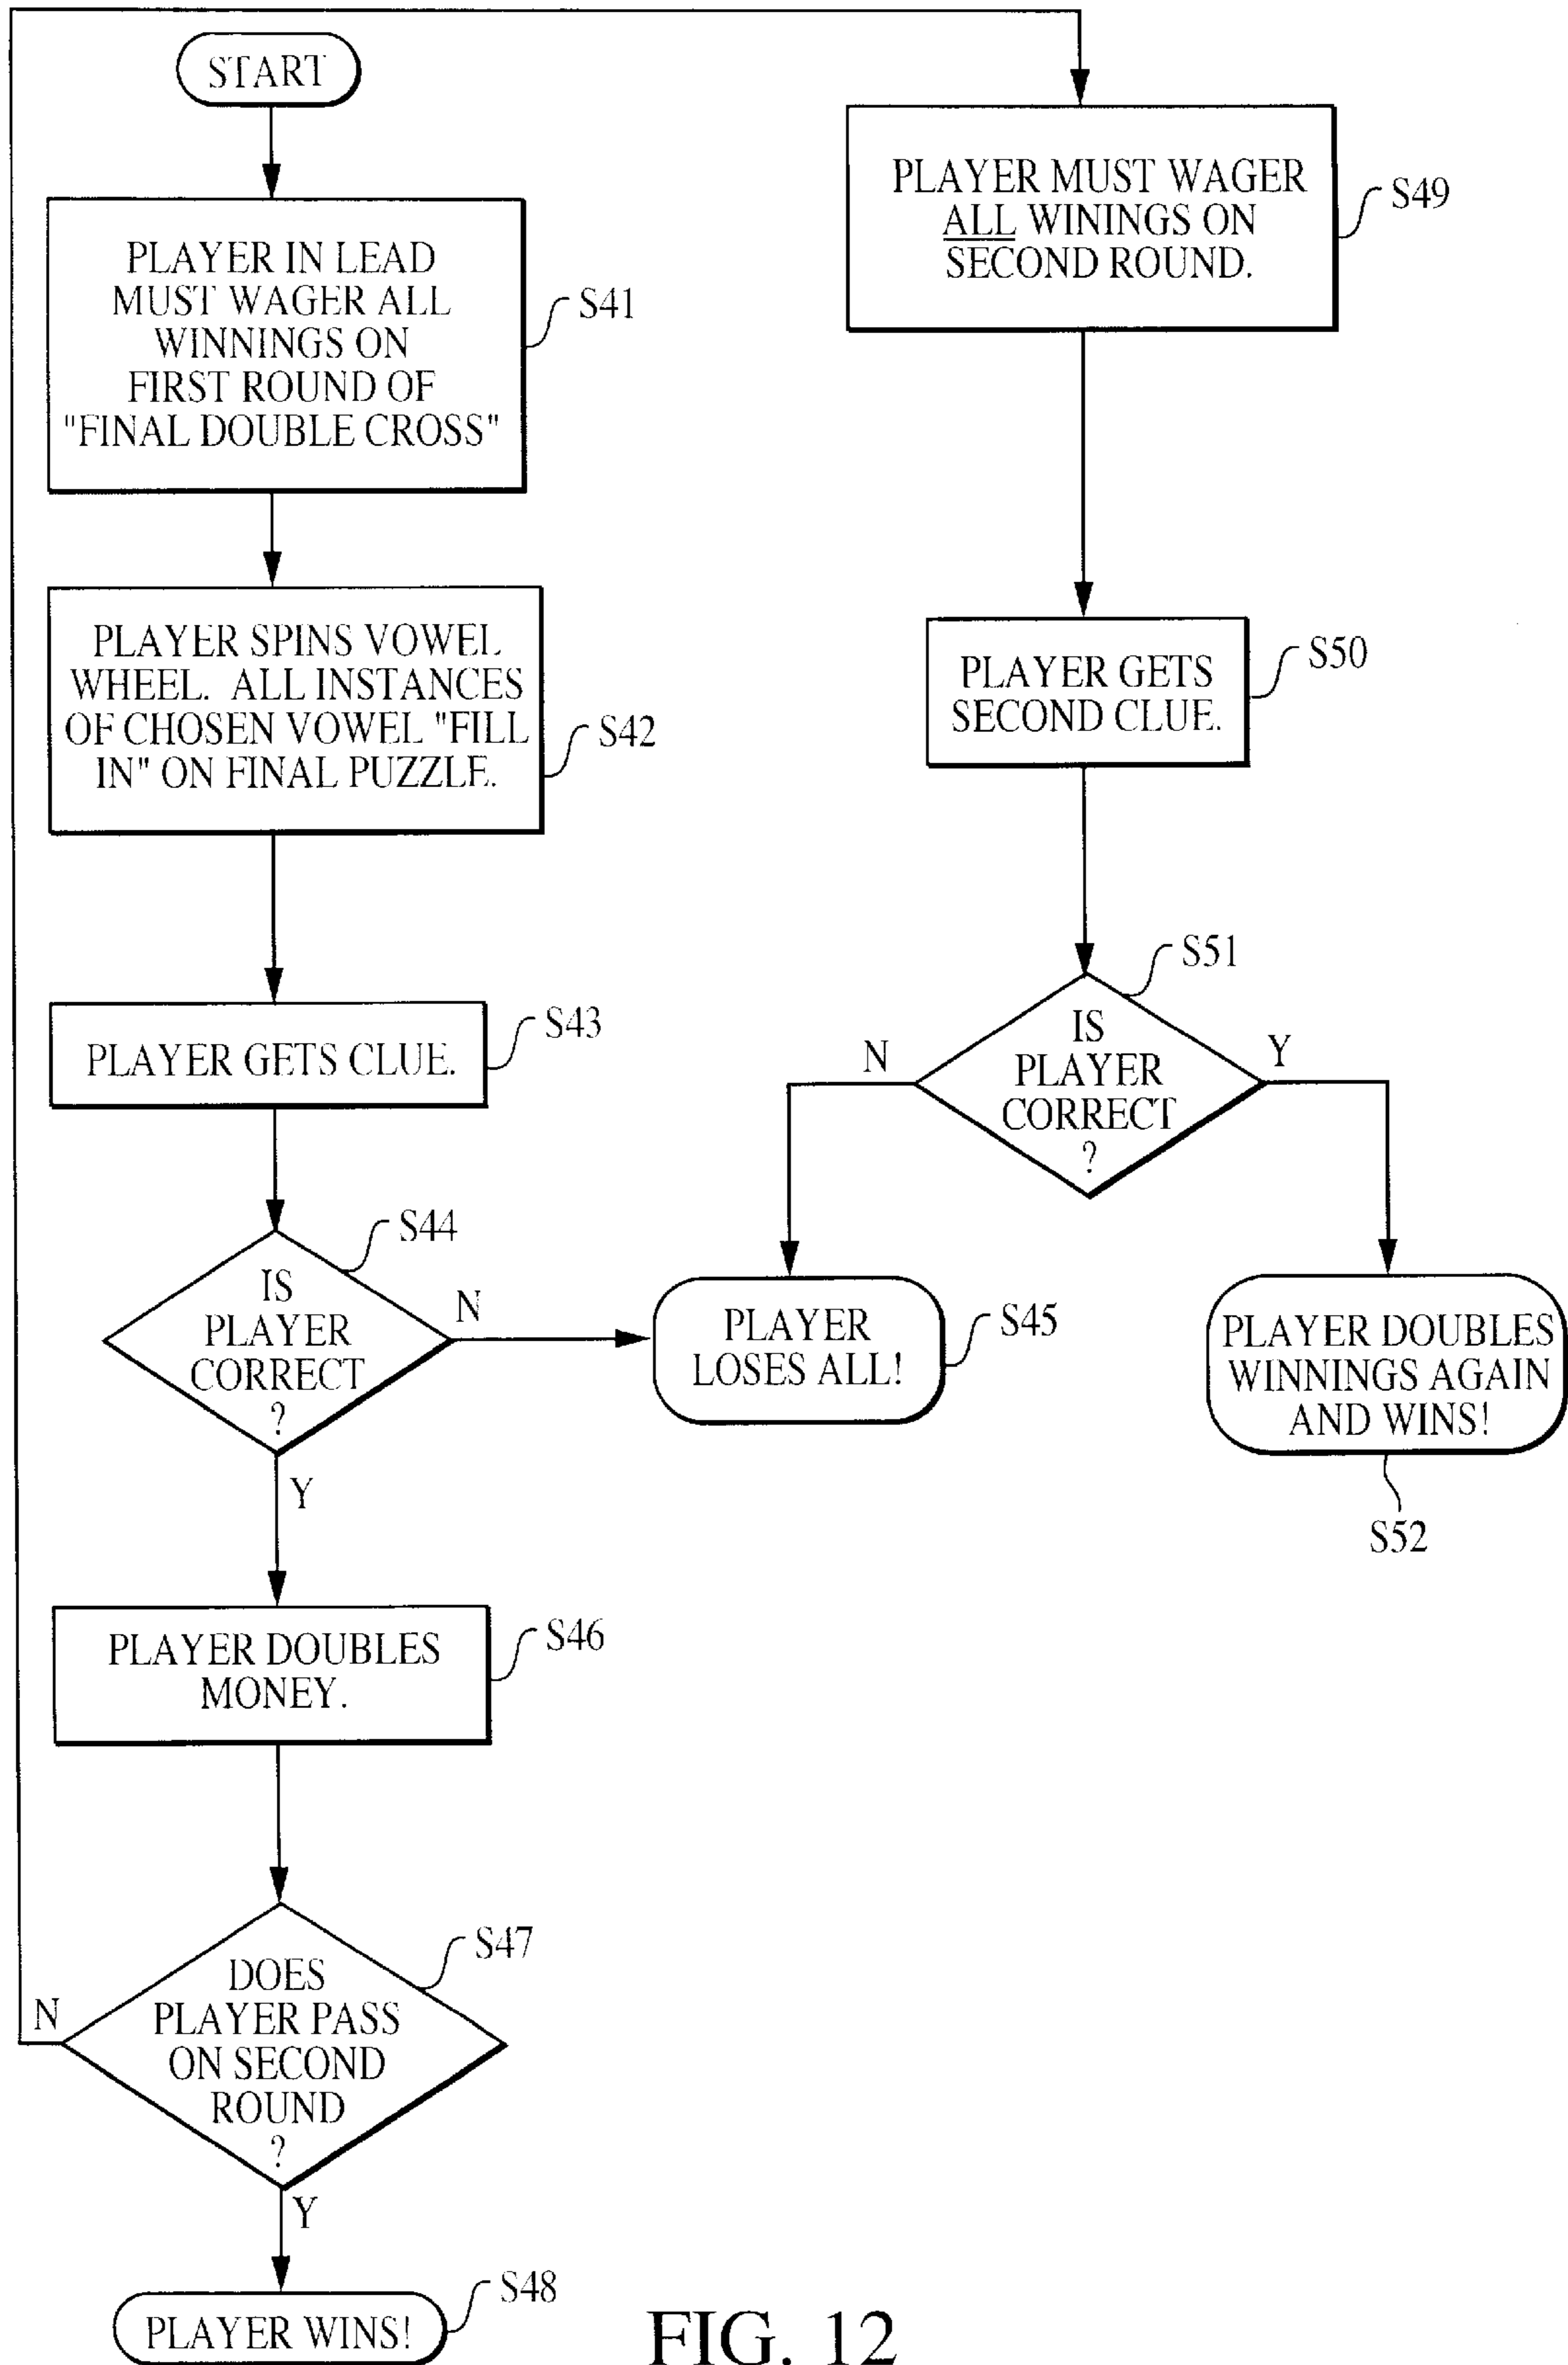 START
PLAYER IN LEAD
MUST WAGER ALL
WINNINGS ON
FIRST ROUND OF
"FINAL DOUBLE CROSS"
S41
PLAYER SPINS VOWEL
WHEEL. ALL INSTANCES
OF CHOSEN VOWEL "FILL
IN" ON FINAL PUZZLE.
S42
PLAYER GETS CLUE.
S43
IS
PLAYER
CORRECT
?
S44
N
Y
PLAYER
LOSES ALL!
S45
PLAYER DOUBLES
MONEY.
S46
DOES
PLAYER PASS
ON SECOND
ROUND
?
S47
N
Y
PLAYER WINS!
S48
PLAYER MUST WAGER
ALL WININGS ON
SECOND ROUND.
S49
PLAYER GETS
SECOND CLUE.
S50
IS
PLAYER
CORRECT
?
S51
N
Y
PLAYER DOUBLES
WINNINGS AGAIN
AND WINS!
S52
FIG. 12